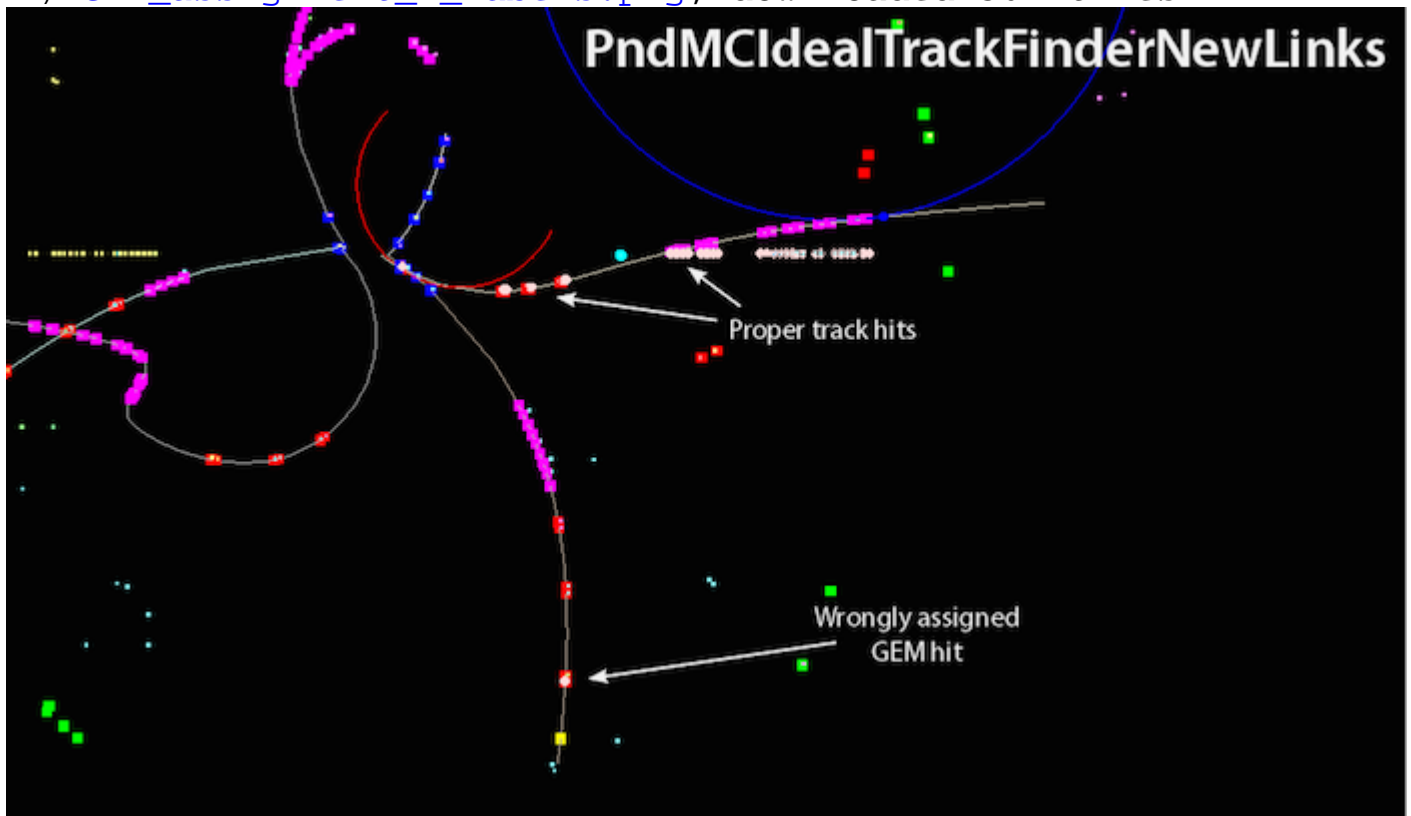 PndMCIdealTrackFinderNewLinks
Proper track hits
Wrongly assigned
GEM hit